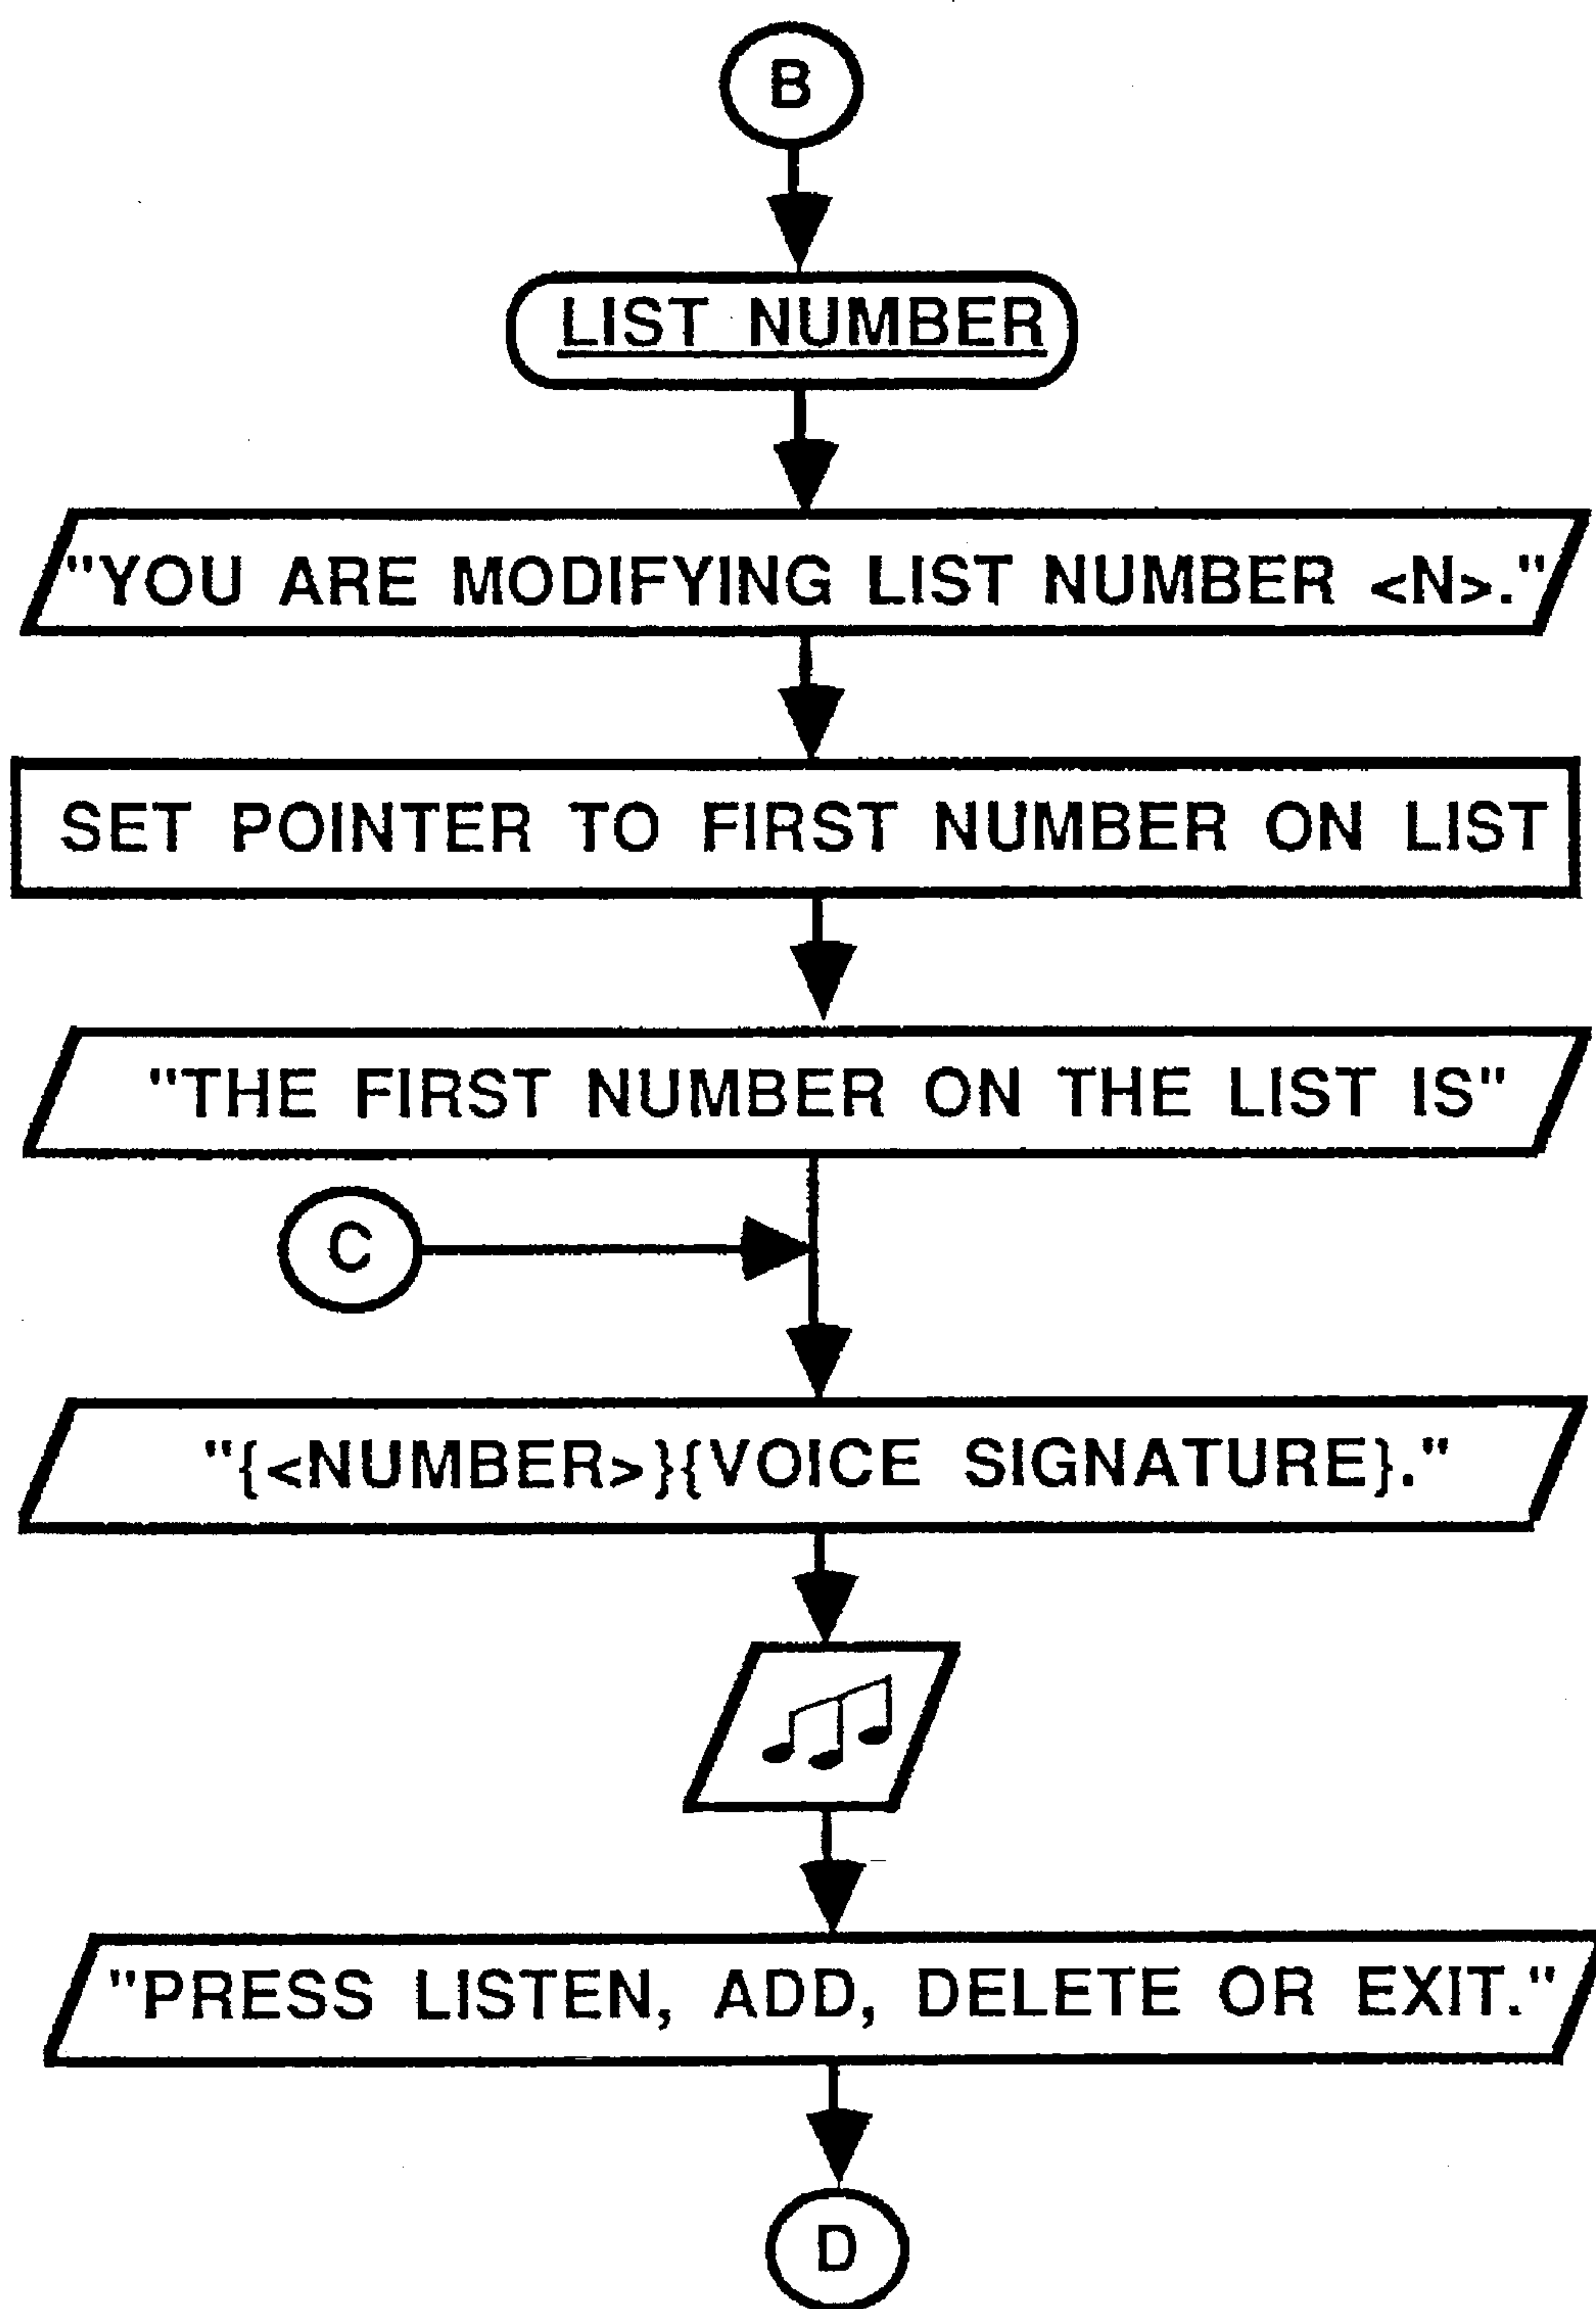 B
LIST NUMBER
"YOU ARE MODIFYING LIST NUMBER <N>."
SET POINTER TO FIRST NUMBER ON LIST
"THE FIRST NUMBER ON THE LIST IS"
C
"{<NUMBER>}{VOICE SIGNATURE}."
"PRESS LISTEN, ADD, DELETE OR EXIT."
D